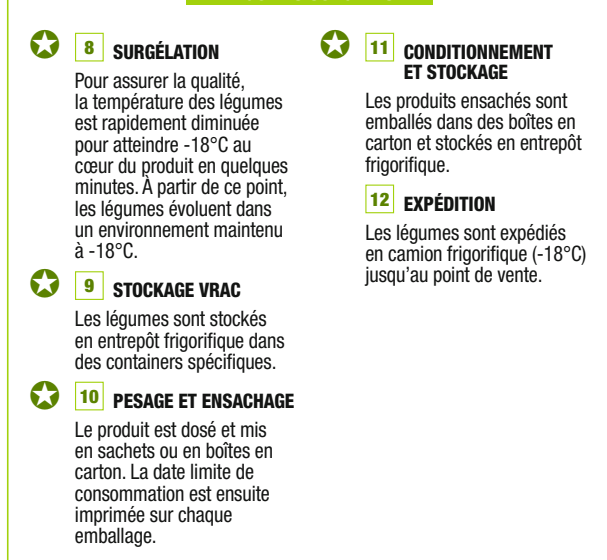 8 SURGÉLATION
Pour assurer la qualité,
la température des légumes
est rapidement diminuée
pour atteindre -18°C au
cœur du produit en quelques
minutes. À partir de ce point,
les légumes évoluent dans
un environnement maintenu
à -18°C.
9 STOCKAGE VRAC
Les légumes sont stockés
en entrepôt frigorifique dans
des containers spécifiques.
10 PESAGE ET ENSACHAGE
Le produit est dosé et mis
en sachets ou en boîtes en
carton. La date limite de
consommation est ensuite
imprimée sur chaque
emballage.
11 CONDITIONNEMENT
ET STOCKAGE
Les produits ensachés sont
emballés dans des boîtes en
carton et stockés en entrepôt
frigorifique.
12 EXPÉDITION
Les légumes sont expédiés
en camion frigorifique (-18°C)
jusqu'au point de vente.